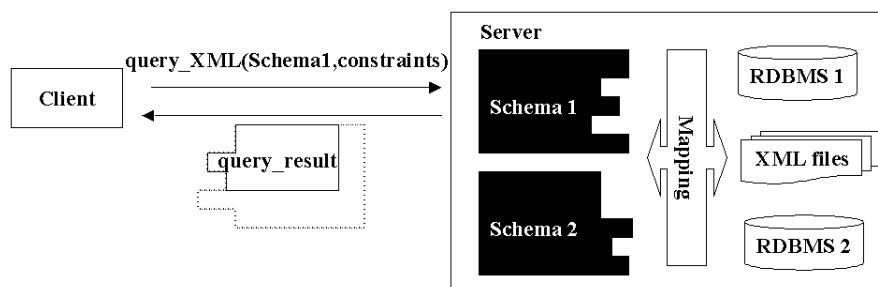 Server
query_XML(Schema1,constraints)
Client
query_result
Schema 1
Schema 2
Mapping
RDBMS 1
XML files
RDBMS 2